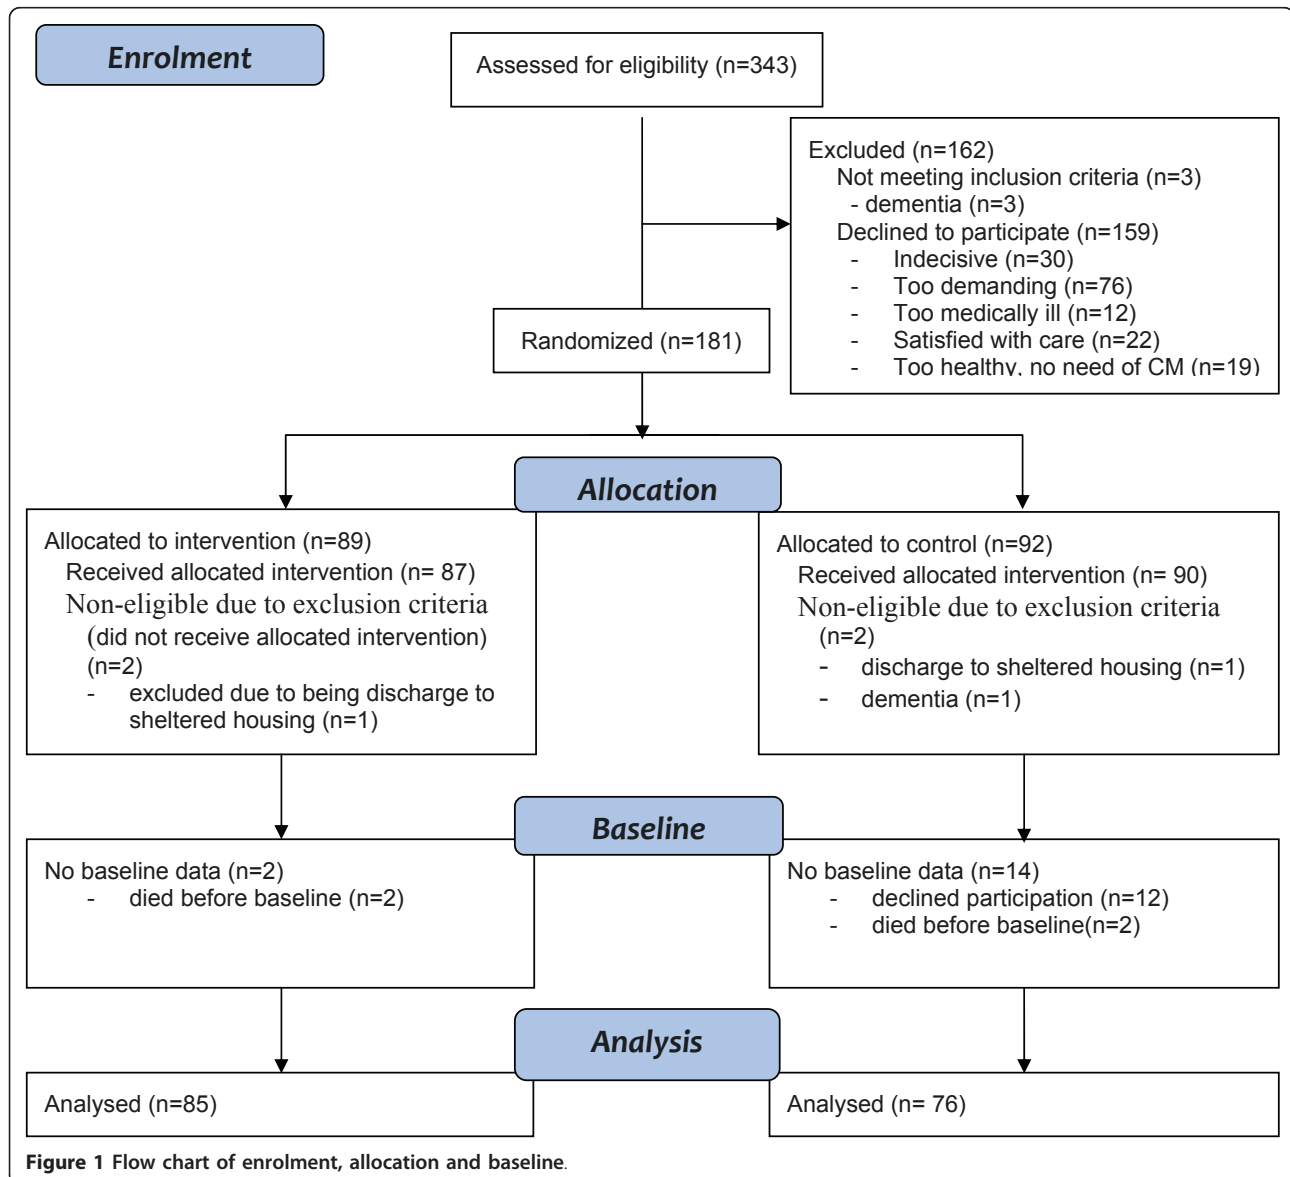 Enrolment
Assessed for eligibility (n=343)
Excluded (n=162)
Not meeting inclusion criteria (n=3)
- dementia (n=3)
Declined to participate (n=159)
- Indecisive (n=30)
- Too demanding (n=76)
- Too medically ill (n=12)
- Satisfied with care (n=22)
- Too healthy, no need of CM (n=19)
Randomized (n=181)
Allocation
Allocated to intervention (n=89)
Received allocated intervention (n= 87)
Non-eligible due to exclusion criteria
(did not receive allocated intervention)
(n=2)
- excluded due to being discharge to
sheltered housing (n=1)
Allocated to control (n=92)
Received allocated intervention (n= 90)
Non-eligible due to exclusion criteria
(n=2)
- discharge to sheltered housing (n=1)
- dementia (n=1)
Baseline
No baseline data (n=2)
- died before baseline (n=2)
No baseline data (n=14)
- declined participation (n=12)
- died before baseline(n=2)
Analysis
Analysed (n=85)
Analysed (n= 76)
Figure 1 Flow chart of enrolment, allocation and baseline.